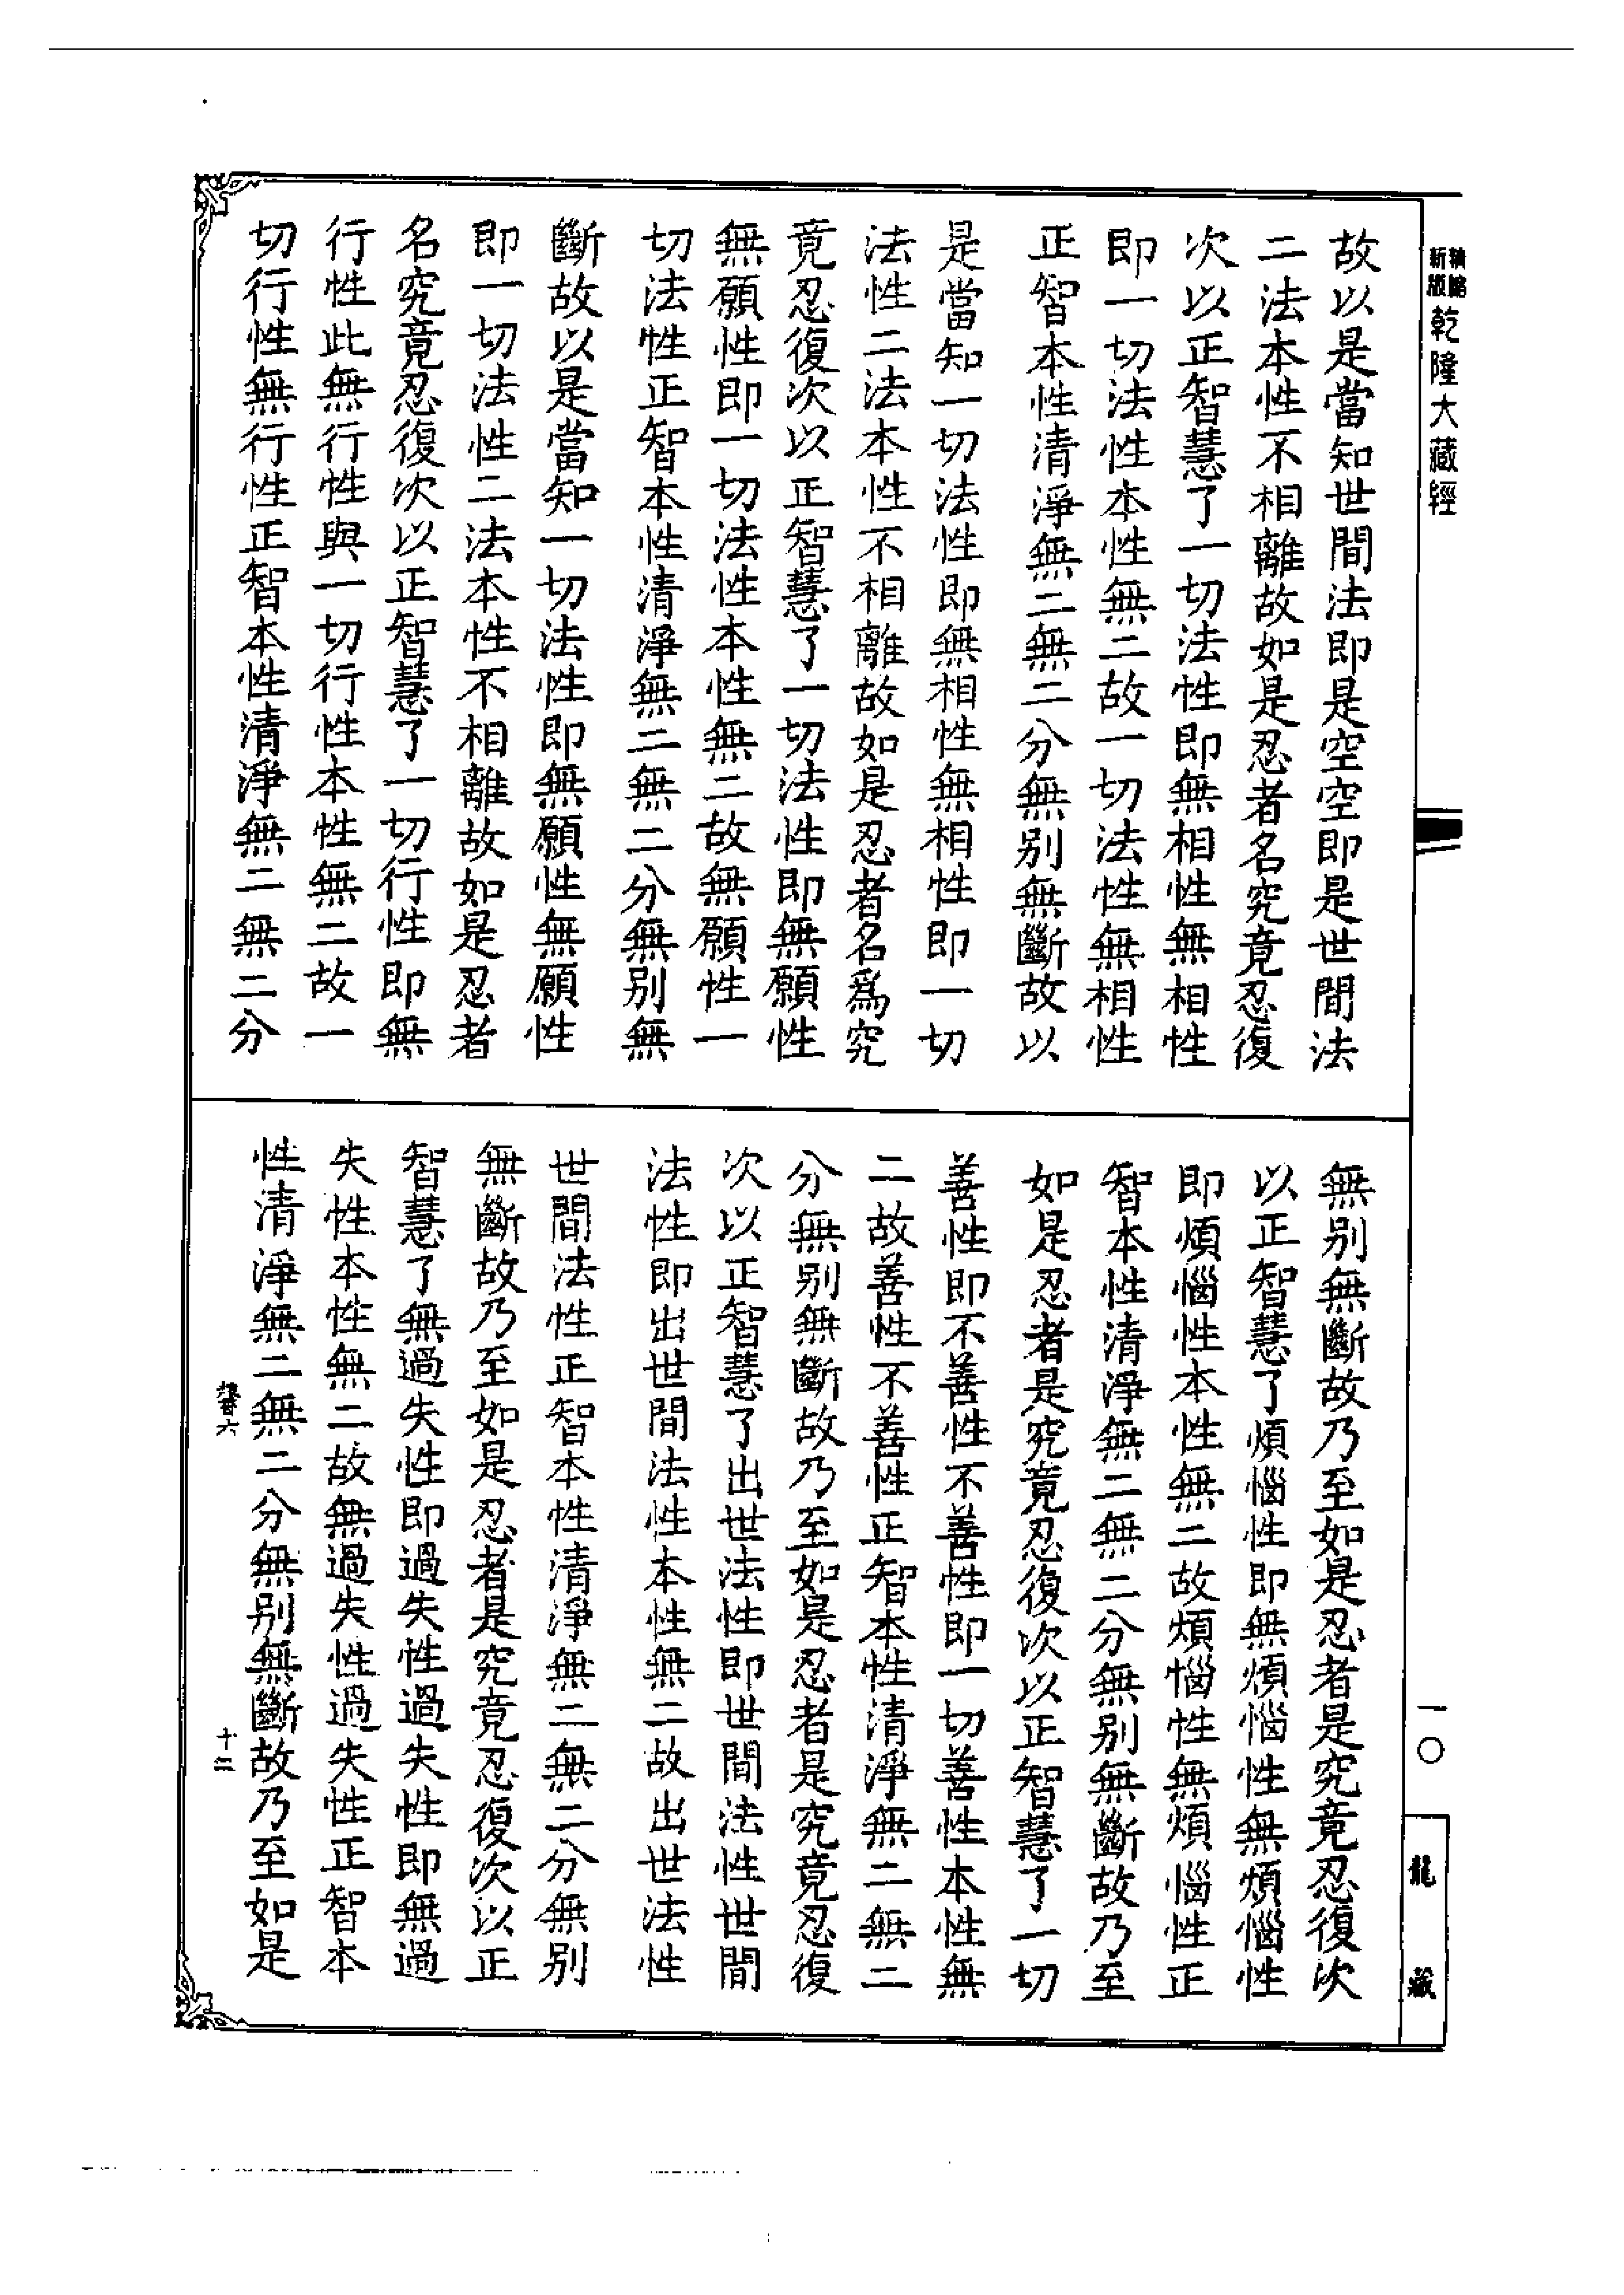 新版
乾隆大藏經
一〇
龍藏
故以是當知世間法即是空空即是世間法
二法本性不相離故如是忍者名究竟忍復
次以正智慧了一切法性即無相性無相性
即一切法性本性無二故一切法性無相性
正智本性清淨無二無二分無別無斷故以
是當知一切法性即無相性無相性即一切
法性二法本性不相離故如是忍者名爲究
竟忍復次以正智慧了一切法性即無願性
無願性即一切法性本性無二故無願性一
切法性正智本性清淨無二無二分無別無
斷故以是當知一切法性即無願性無願性
即一切法性二法本性不相離故如是忍者
名究竟忍復次以正智慧了一切行性即無
行性此無行性與一切行性本性無二故一
切行性無行性正智本性清淨無二無二分
無別無斷故乃至如是忍者是究竟忍復次
以正智慧了煩惱性即無煩惱性無煩惱性
即煩惱性本性無二故煩惱性無煩惱性正
智本性清淨無二無二分無別無斷故乃至
如是忍者是究竟忍復次以正智慧了一切
善性即不善性不善性即一切善性本性無
二故善性不善性正智本性清淨無二無二
分無別無斷故乃至如是忍者是究竟忍復
次以正智慧了出世法性即世間法性世間
法性即出世間法性本性無二故出世法性
世間法性正智本性清淨無二無二分無別
無斷故乃至如是忍者是究竟忍復次以正
智慧了無過失性即過失性過失性即無過
失性本性無二故無過失性過失性正智本
性清淨無二無二分無別無斷故乃至如是
六
十二